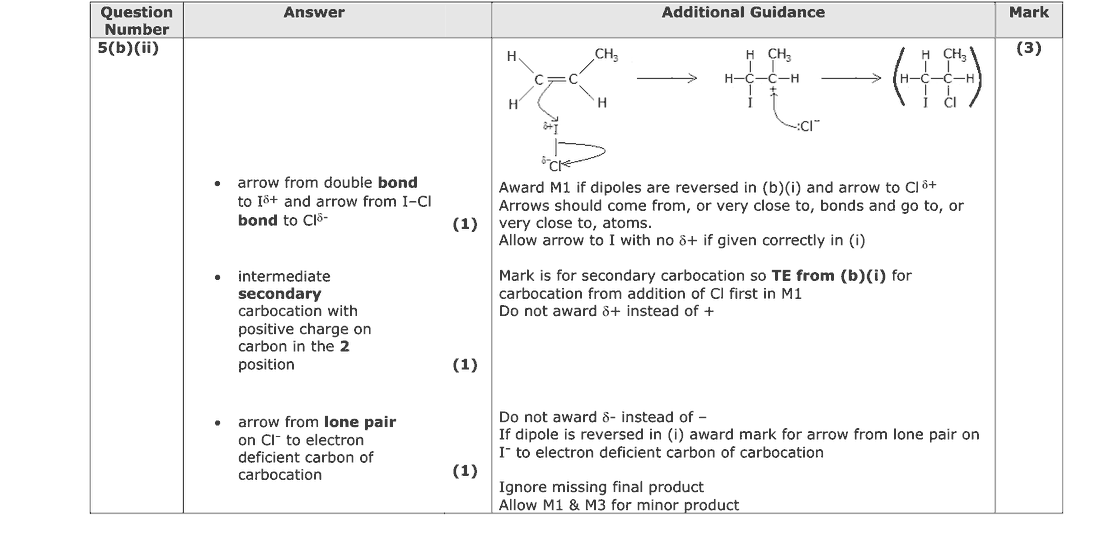 Question Number
Answer
Additional Guidance
Mark
5(b)(ii)
(3)
H
CH₃
C=C
H
H
δ+I
δ-Cl
H CH₃
H–C–C–H
+
I
:Cl⁻
H CH₃
H–C–C–H
I Cl
• arrow from double bond
to Iδ+ and arrow from I–Cl
bond to Clδ-
(1)
Award M1 if dipoles are reversed in (b)(i) and arrow to Cl δ+
Arrows should come from, or very close to, bonds and go to, or
very close to, atoms.
Allow arrow to I with no δ+ if given correctly in (i)
• intermediate
secondary
carbocation with
positive charge on
carbon in the 2
position
(1)
Mark is for secondary carbocation so TE from (b)(i) for
carbocation from addition of Cl first in M1
Do not award δ+ instead of +
• arrow from lone pair
on Cl⁻ to electron
deficient carbon of
carbocation
(1)
Do not award δ- instead of –
If dipole is reversed in (i) award mark for arrow from lone pair on
I⁻ to electron deficient carbon of carbocation
Ignore missing final product
Allow M1 & M3 for minor product